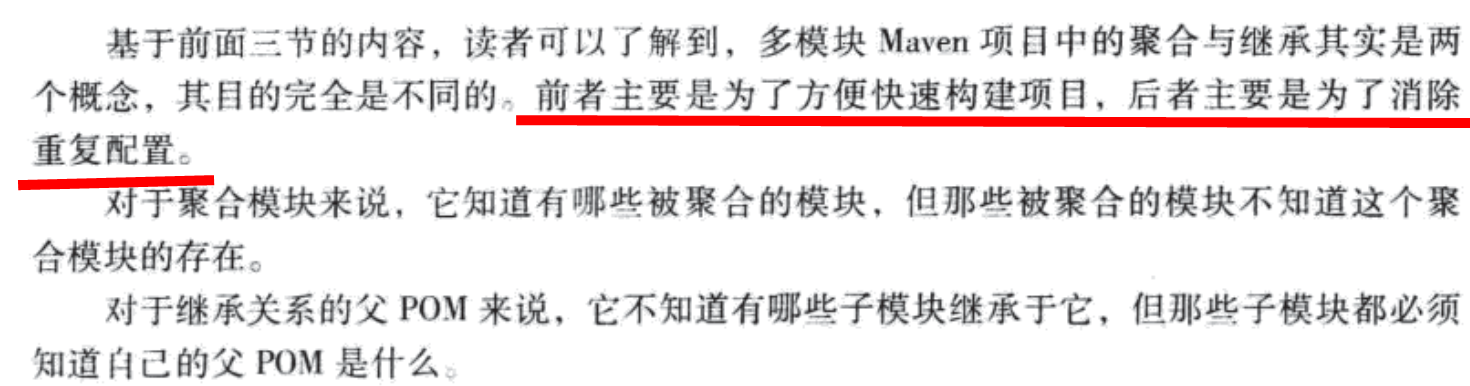 基于前面三节的内容，读者可以了解到，多模块 Maven 项目中的聚合与继承其实是两
个概念，其目的完全是不同的。前者主要是为了方便快速构建项目，后者主要是为了消除
重复配置。
对于聚合模块来说，它知道有哪些被聚合的模块，但那些被聚合的模块不知道这个聚
合模块的存在。
对于继承关系的父 POM 来说，它不知道有哪些子模块继承于它，但那些子模块都必须
知道自己的父 POM 是什么。